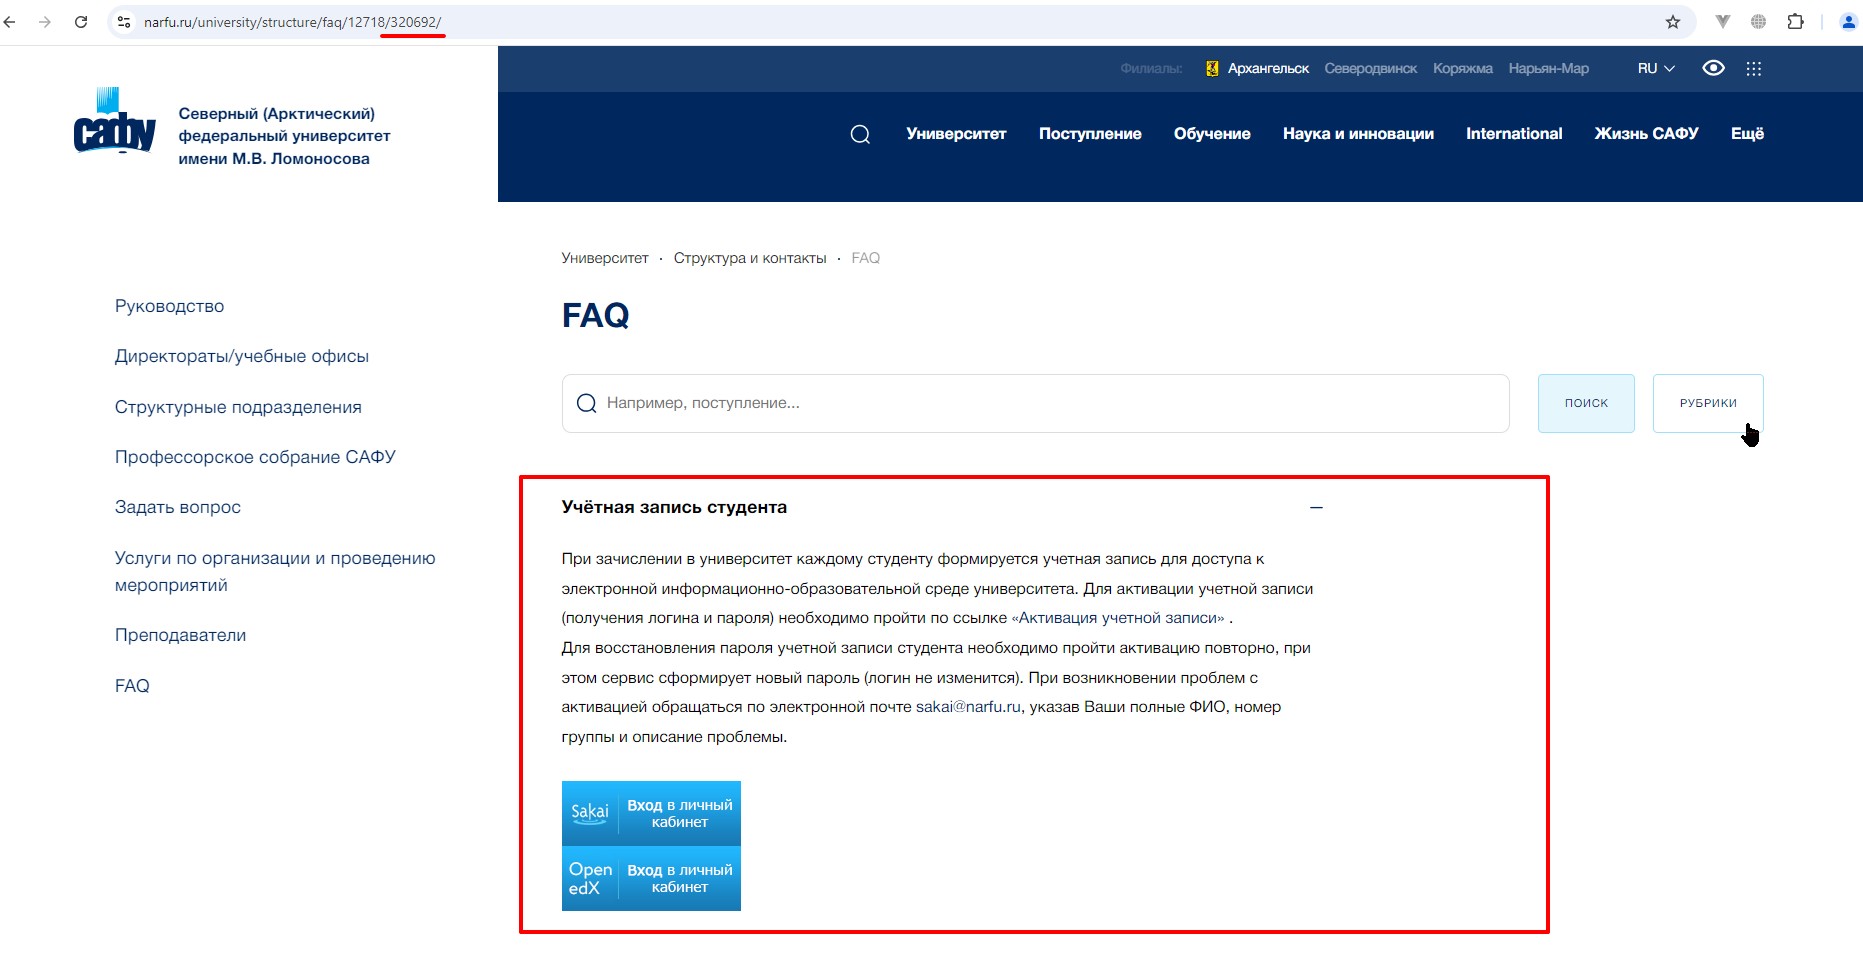 narfu.ru/university/structure/faq/12718/320692/
Филиалы:
Архангельск
Северодвинск
Коряжма
Нарьян-Мар
RU
сафу
Северный (Арктический)
федеральный университет
имени М.В. Ломоносова
Университет
Поступление
Обучение
Наука и инновации
International
Жизнь САФУ
Ещё
Университет · Структура и контакты · FAQ
Руководство
Директораты/учебные офисы
Структурные подразделения
Профессорское собрание САФУ
Задать вопрос
Услуги по организации и проведению
мероприятий
Преподаватели
FAQ
FAQ
Например, поступление...
ПОИСК
РУБРИКИ
Учётная запись студента
При зачислении в университет каждому студенту формируется учетная запись для доступа к
электронной информационно-образовательной среде университета. Для активации учетной записи
(получения логина и пароля) необходимо пройти по ссылке «Активация учетной записи» .
Для восстановления пароля учетной записи студента необходимо пройти активацию повторно, при
этом сервис сформирует новый пароль (логин не изменится). При возникновении проблем с
активацией обращаться по электронной почте sakai@narfu.ru, указав Ваши полные ФИО, номер
группы и описание проблемы.
Sakai
Вход в личный
кабинет
Open
edX
Вход в личный
кабинет